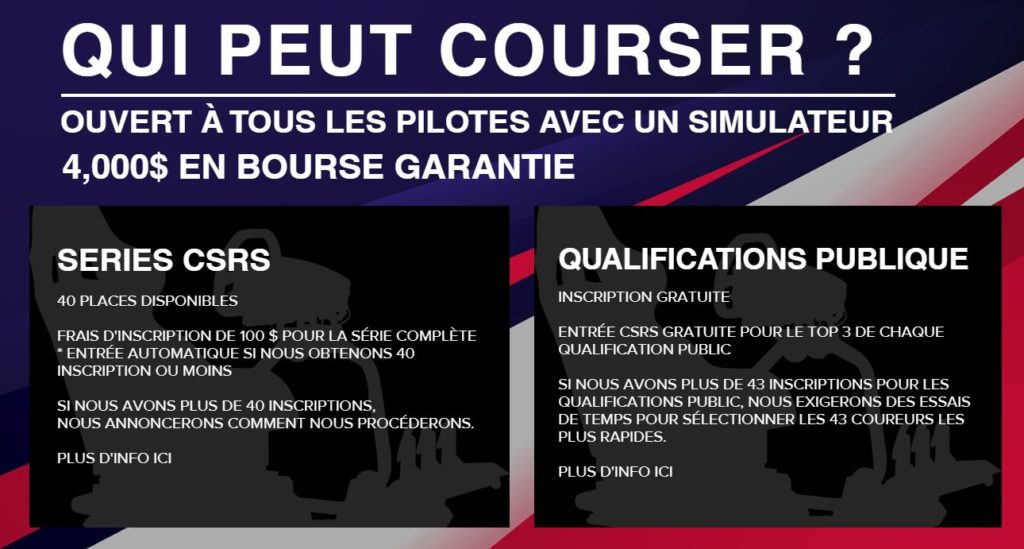 QUI PEUT COURSER ?
OUVERT À TOUS LES PILOTES AVEC UN SIMULATEUR
4,000$ EN BOURSE GARANTIE
SERIES CSRS
40 PLACES DISPONIBLES
FRAIS D'INSCRIPTION DE 100 $ POUR LA SÉRIE COMPLÈTE
* ENTRÉE AUTOMATIQUE SI NOUS OBTENONS 40
INSCRIPTION OU MOINS
SI NOUS AVONS PLUS DE 40 INSCRIPTIONS,
NOUS ANNONCERONS COMMENT NOUS PROCÉDERONS.
PLUS D'INFO ICI
QUALIFICATIONS PUBLIQUE
INSCRIPTION GRATUITE
ENTRÉE CSRS GRATUITE POUR LE TOP 3 DE CHAQUE
QUALIFICATION PUBLIC
SI NOUS AVONS PLUS DE 43 INSCRIPTIONS POUR LES
QUALIFICATIONS PUBLIC, NOUS EXIGERONS DES ESSAIS
DE TEMPS POUR SÉLECTIONNER LES 43 COUREURS LES
PLUS RAPIDES.
PLUS D'INFO ICI